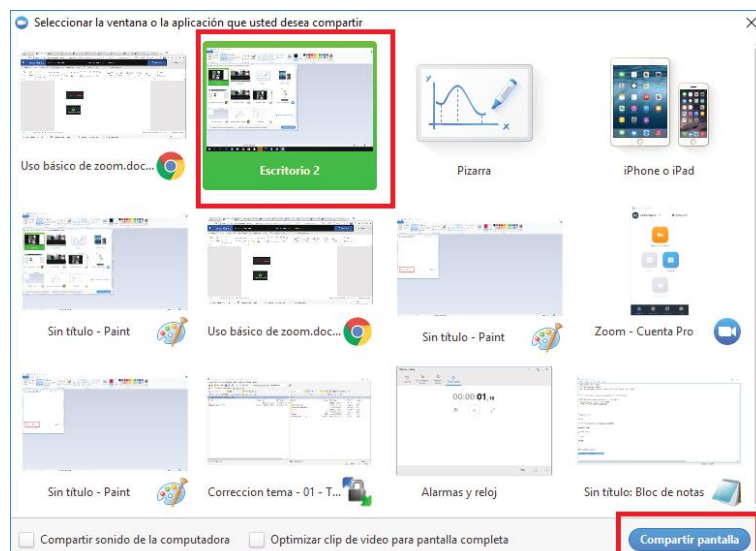 Seleccionar la ventana o la aplicación que usted desea compartir
Uso básico de zoom.doc...
Escritorio 2
Pizarra
iPhone o iPad
Sin título - Paint
Uso básico de zoom.doc...
Sin título - Paint
Zoom - Cuenta Pro
Sin título - Paint
Correccion tema - 01 - T...
Alarmas y reloj
Sin título: Bloc de notas
Compartir sonido de la computadora
Optimizar clip de video para pantalla completa
Compartir pantalla